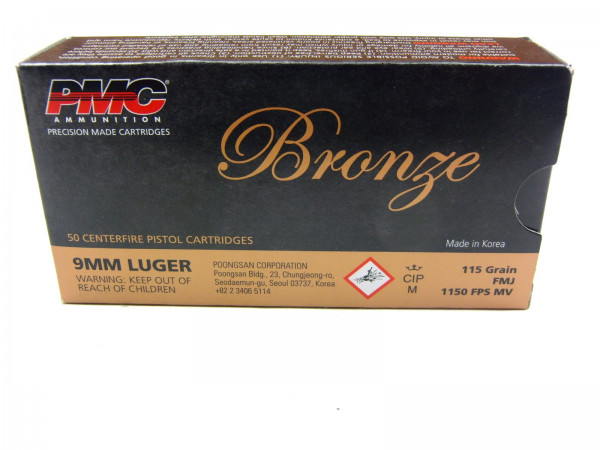 WARNING
PMC
AMMUNITION
PRECISION MADE CARTRIDGES
Bronze
50 CENTERFIRE PISTOL CARTRIDGES
Made in Korea
9MM LUGER
WARNING: KEEP OUT OF
REACH OF CHILDREN
POONGSAN CORPORATION
Poongsan Bldg., 23, Chungjeong-ro,
Seodaemun-gu, Seoul 03737, Korea
+82 2 3406 5114
CIP
M
115 Grain
FMJ
1150 FPS MV